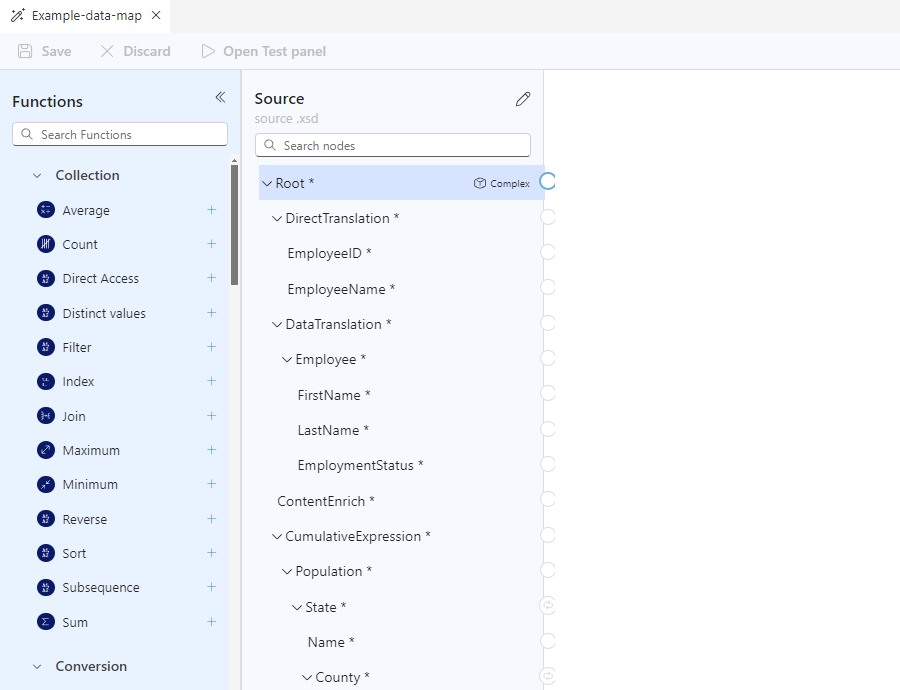 Example-data-map
Save Discard Open Test panel
Functions
Search Functions
Collection
Average
Count
Direct Access
Distinct values
Filter
Index
Join
Maximum
Minimum
Reverse
Sort
Subsequence
Sum
Conversion
Source
source .xsd
Search nodes
Root * Complex
DirectTranslation *
EmployeeID *
EmployeeName *
DataTranslation *
Employee *
FirstName *
LastName *
EmploymentStatus *
ContentEnrich *
CumulativeExpression *
Population *
State *
Name *
County *